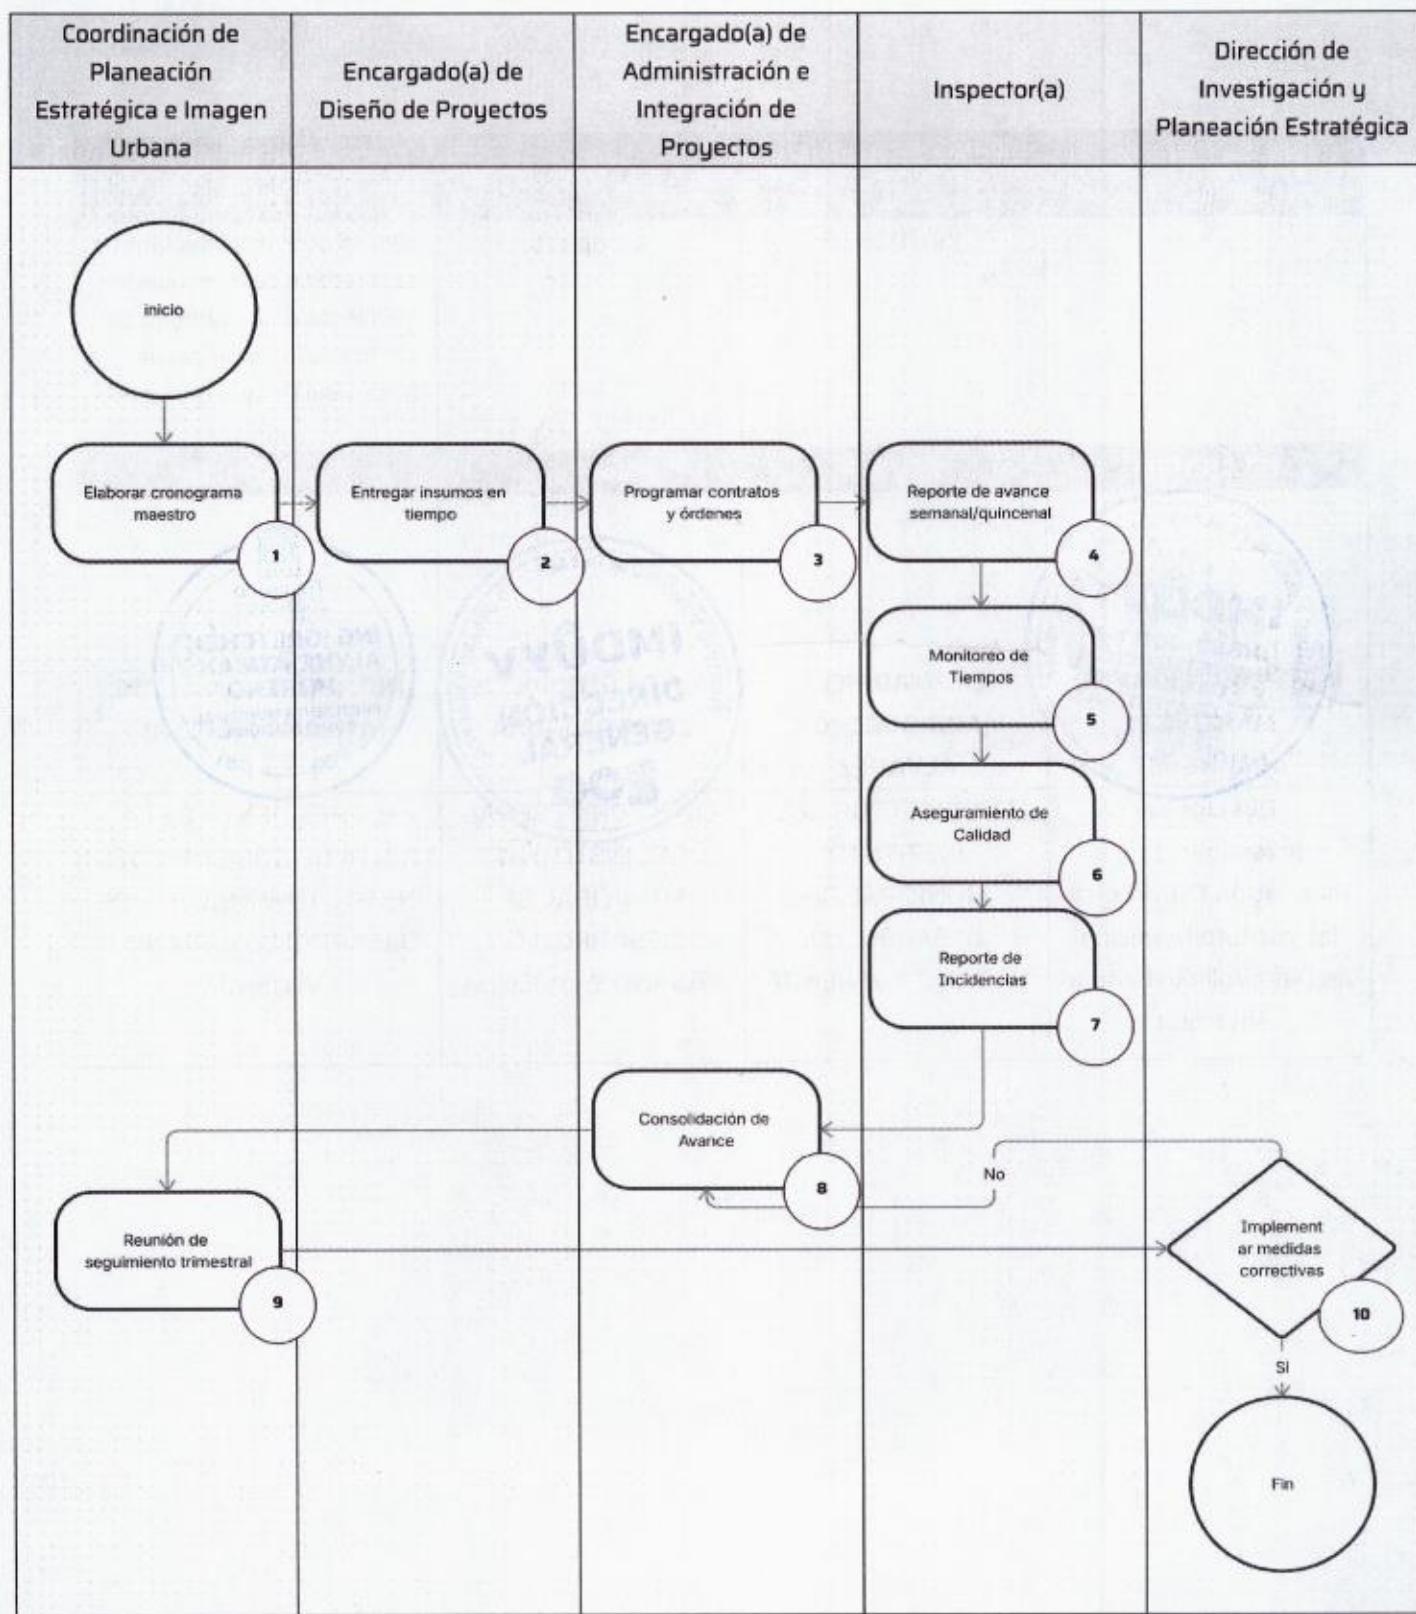 Coordinación de
Planeación
Estratégica e Imagen
Urbana
Encargado(a) de
Diseño de Proyectos
Encargado(a) de
Administración e
Integración de
Proyectos
Inspector(a)
Dirección de
Investigación y
Planeación Estratégica
inicio
Elaborar cronograma
maestro
1
Entregar insumos en
tiempo
2
Programar contratos
y órdenes
3
Reporte de avance
semanal/quincenal
4
Monitoreo de
Tiempos
5
Aseguramiento de
Calidad
6
Reporte de
Incidencias
7
Consolidación de
Avance
8
Reunión de
seguimiento trimestral
9
No
Implement
ar medidas
correctivas
10
SI
Fin